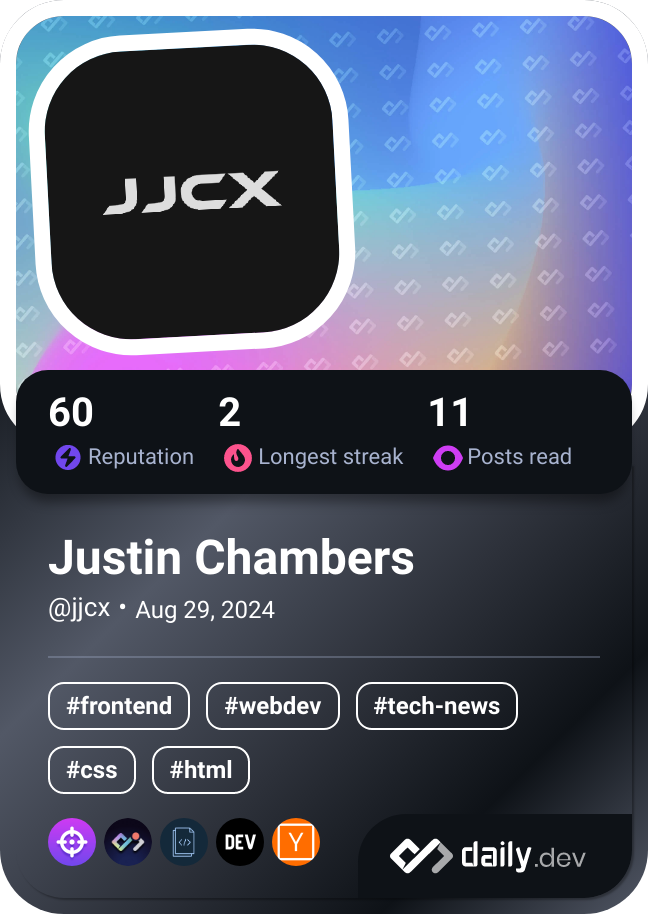 JJCX
60 2 11
Reputation Longest streak Posts read
Justin Chambers
@jjcx • Aug 29, 2024
#frontend #webdev #tech-news
#css #html
</> DEV Y
daily.dev